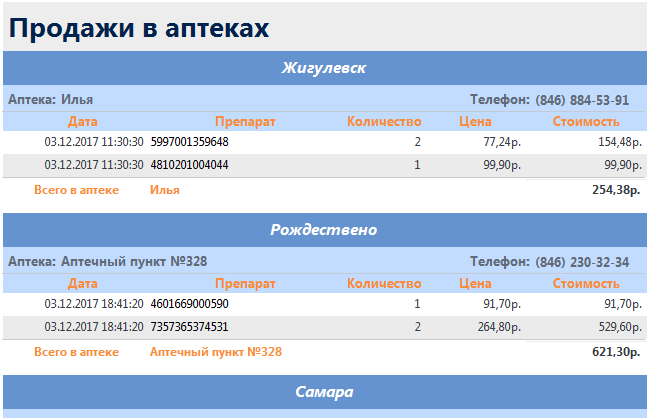 Продажи в аптеках
Жигулевск
Аптека: Илья Телефон: (846) 884-53-91
Дата Препарат Количество Цена Стоимость
03.12.2017 11:30:30 5997001359648 2 77,24р. 154,48р.
03.12.2017 11:30:30 4810201004044 1 99,90р. 99,90р.
Всего в аптеке Илья 254,38р.
Рождествено
Аптека: Аптечный пункт №328 Телефон: (846) 230-32-34
Дата Препарат Количество Цена Стоимость
03.12.2017 18:41:20 4601669000590 1 91,70р. 91,70р.
03.12.2017 18:41:20 7357365374531 2 264,80р. 529,60р.
Всего в аптеке Аптечный пункт №328 621,30р.
Самара